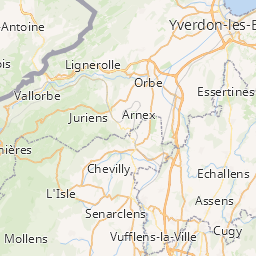 Antoine
Yverdon-les-B
ois
Lignerolle
Orbe
Vallorbe
Essertines
Juriens
Arnex
nières
Chevilly
Echallens
L'Isle
Assens
Senarclens
Cugy
Mollens
Vufflens-la-Ville